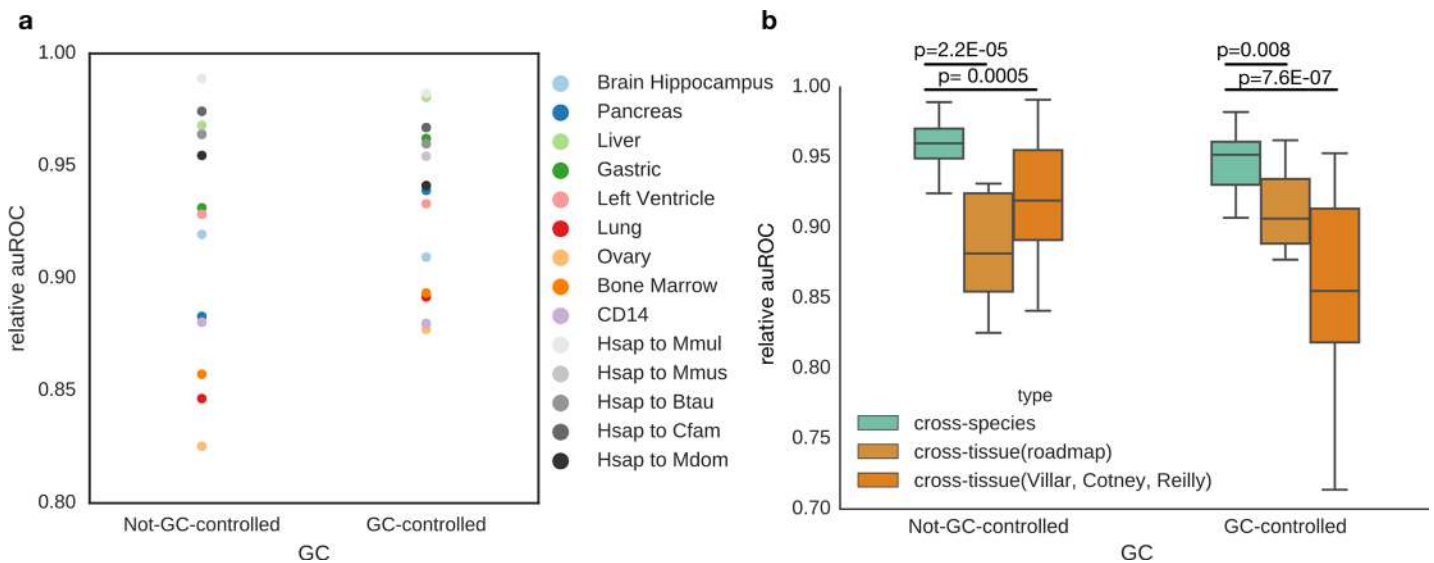 a
1.00
0.95
0.90
0.85
0.80
relative auROC
Not-GC-controlled
GC-controlled
GC
Brain Hippocampus
Pancreas
Liver
Gastric
Left Ventricle
Lung
Ovary
Bone Marrow
CD14
Hsap to Mmul
Hsap to Mmus
Hsap to Btau
Hsap to Cfam
Hsap to Mdom
b
p=2.2E-05
p= 0.0005
p=0.008
p=7.6E-07
1.00
0.95
0.90
0.85
0.80
0.75
0.70
relative auROC
type
cross-species
cross-tissue(roadmap)
cross-tissue(Villar, Cotney, Reilly)
Not-GC-controlled
GC-controlled
GC